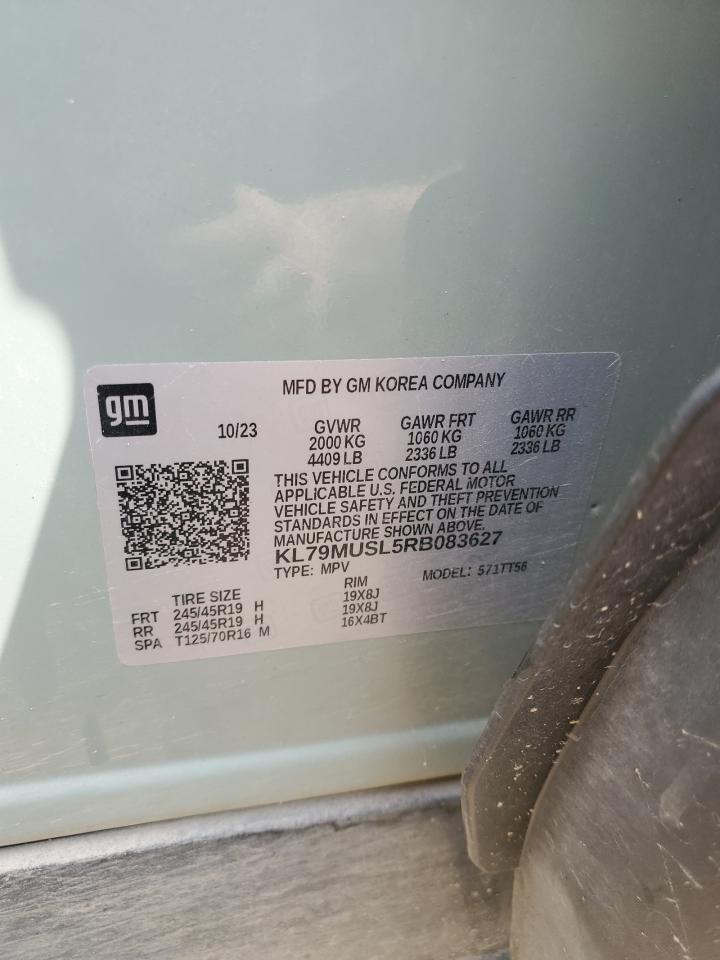 gm
MFD BY GM KOREA COMPANY
10/23
GVWR GAWR FRT GAWR RR
2000 KG 1060 KG 1060 KG
4409 LB 2336 LB 2336 LB
THIS VEHICLE CONFORMS TO ALL
APPLICABLE U.S. FEDERAL MOTOR
VEHICLE SAFETY AND THEFT PREVENTION
STANDARDS IN EFFECT ON THE DATE OF
MANUFACTURE SHOWN ABOVE.
KL79MUSL5RB083627
TYPE: MPV MODEL: 571TT56
TIRE SIZE RIM
FRT 245/45R19 H 19X8J
RR 245/45R19 H 19X8J
SPA T125/70R16 M 16X4BT